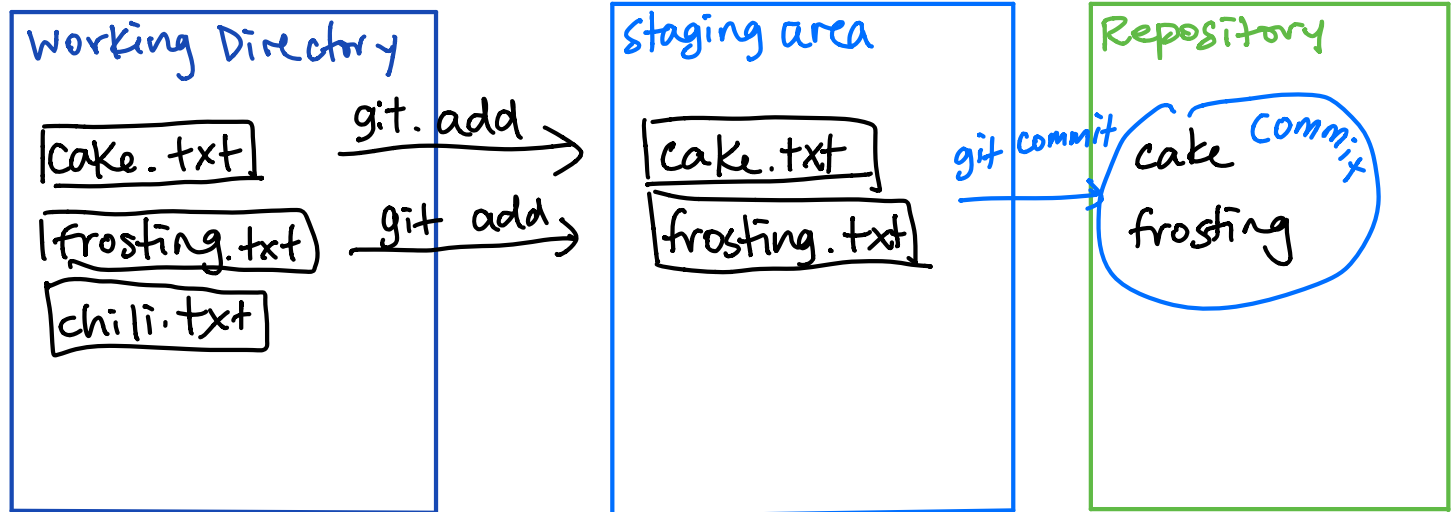 Working Directory
cake.txt
frosting.txt
chili.txt
git. add
git add
staging area
cake.txt
frosting.txt
git commit
Repository
commit
cake
frosting